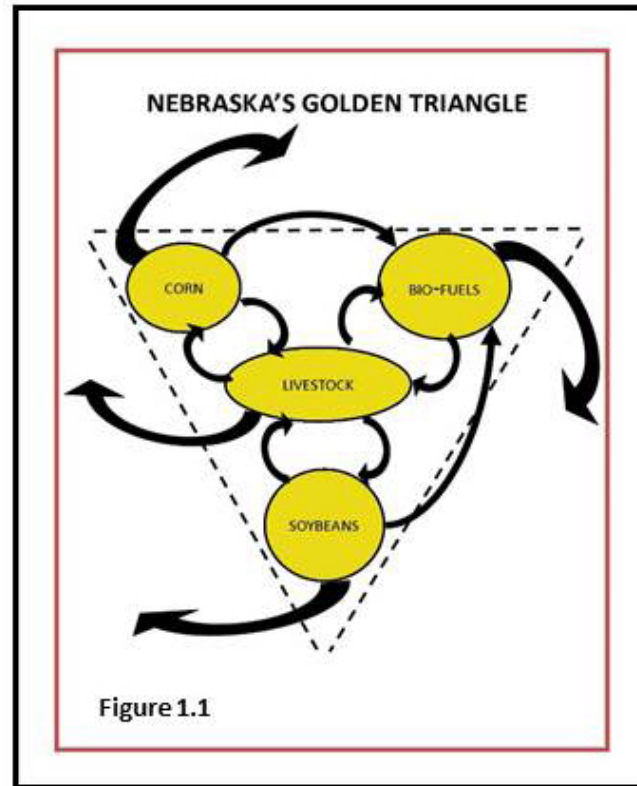 NEBRASKA'S GOLDEN TRIANGLE
CORN
BIO-FUELS
LIVESTOCK
SOYBEANS
Figure 1.1